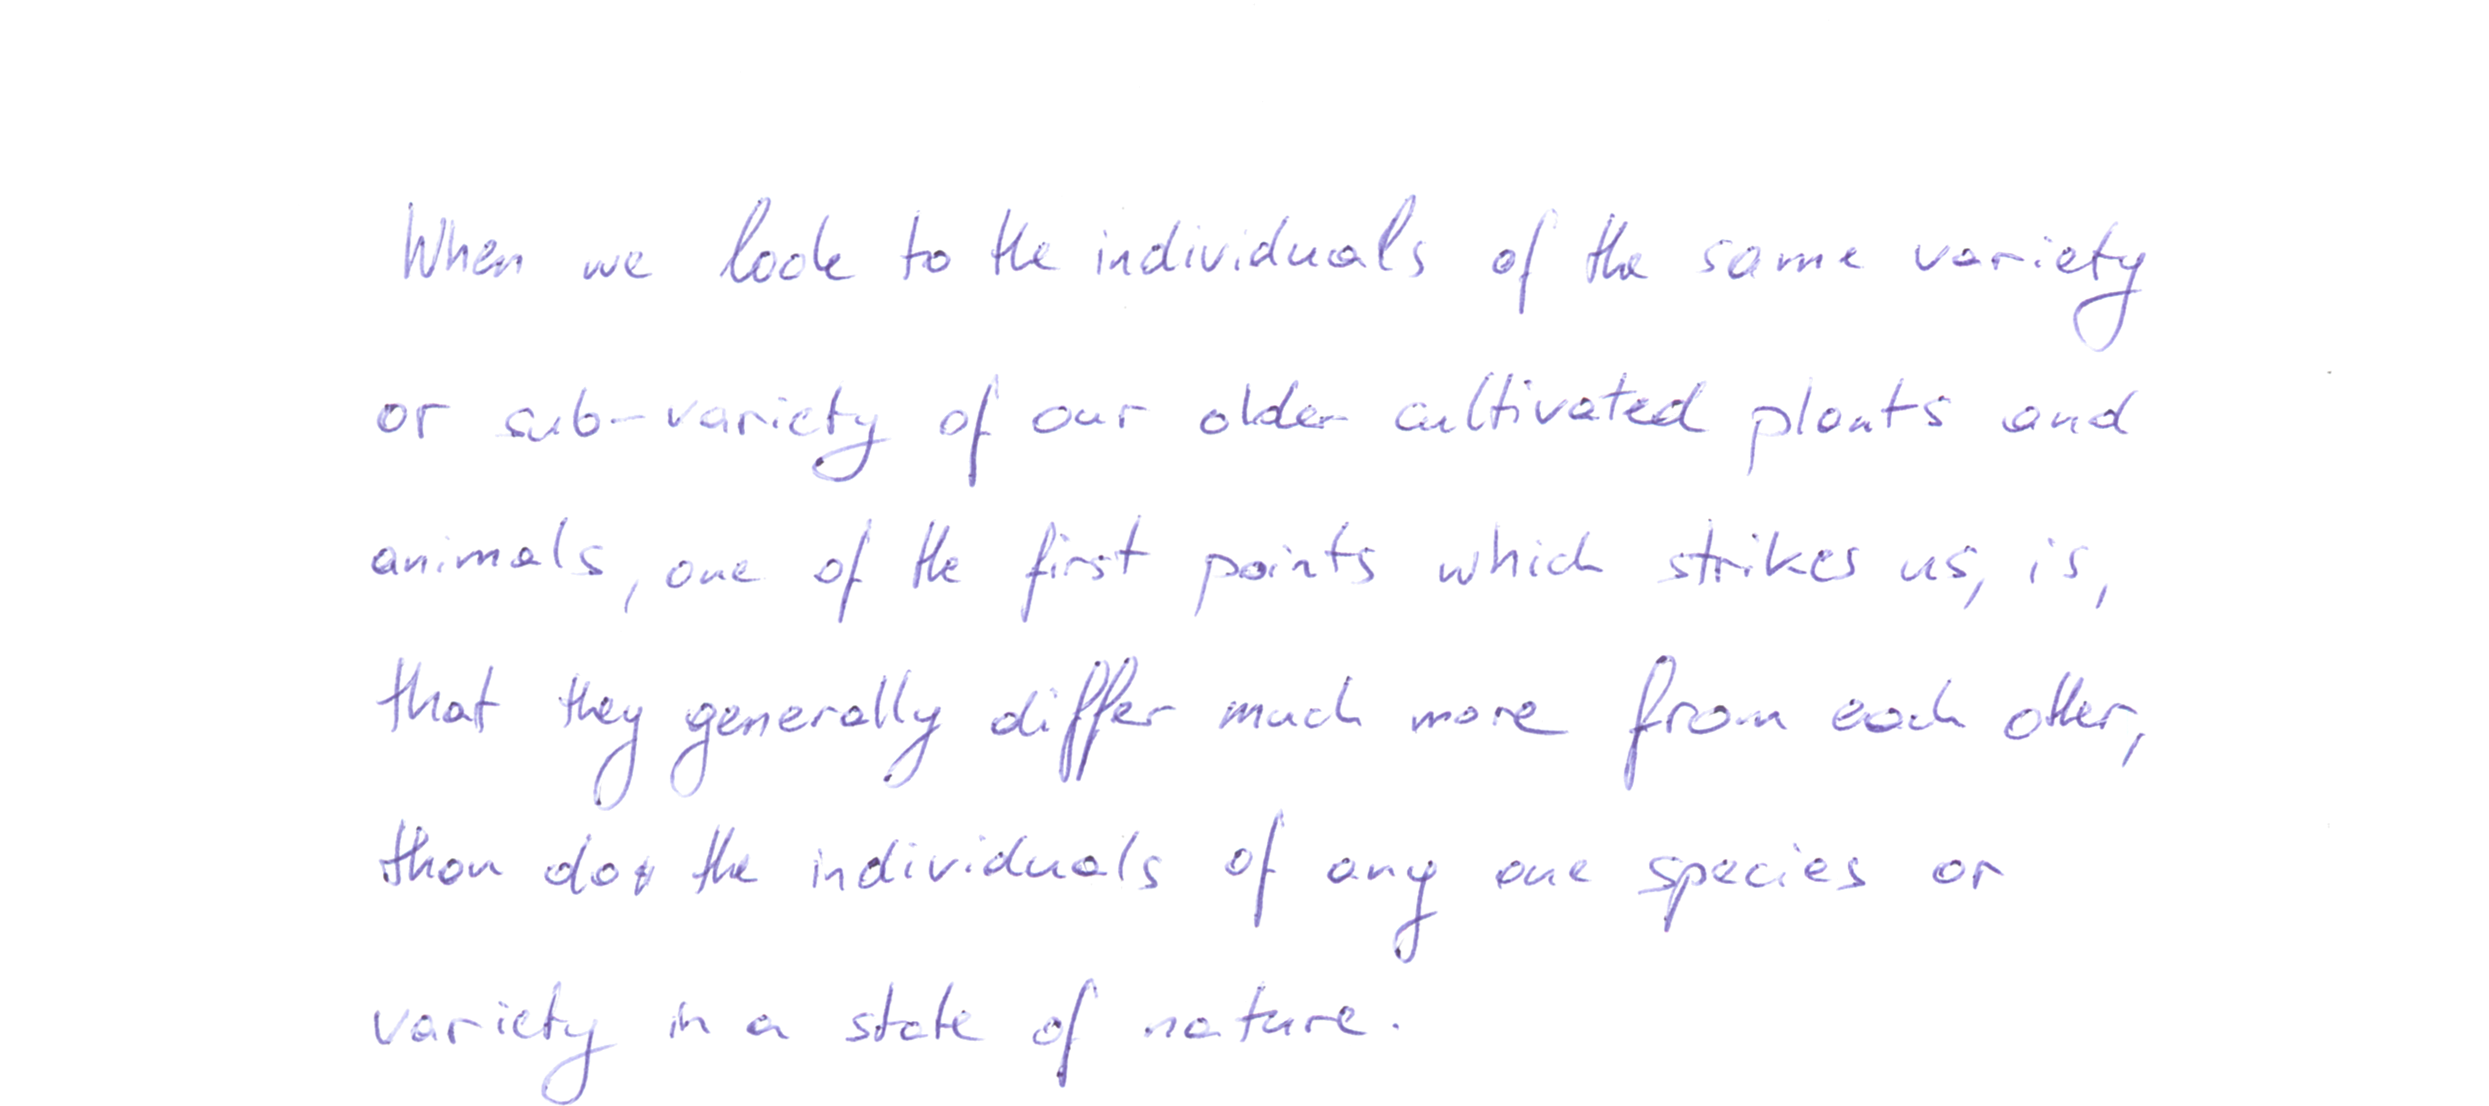 When we look to the individuals of the same variety
or sub-variety of our older cultivated plants and
animals, one of the first points which strikes us, is,
that they generally differ much more from each other,
than do the individuals of any one species or
variety in a state of nature.